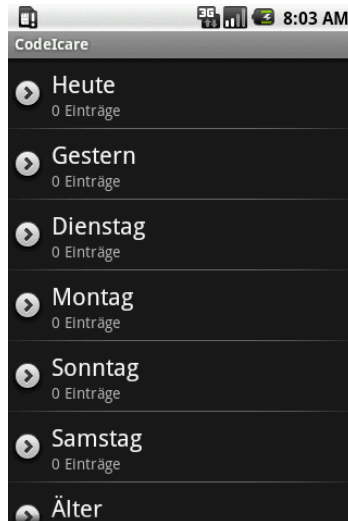 3G 8:03 AM
CodeIcare
Heute
0 Einträge
Gestern
0 Einträge
Dienstag
0 Einträge
Montag
0 Einträge
Sonntag
0 Einträge
Samstag
0 Einträge
Älter